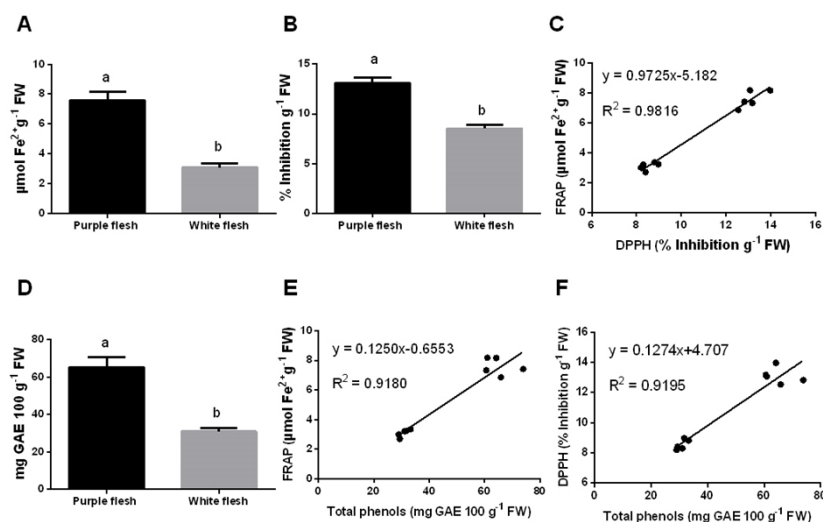 A
µmol Fe²⁺g⁻¹ FW
10
8
6
4
2
0
a
b
Purple flesh
White flesh
B
% Inhibition g⁻¹ FW
15
10
5
0
a
b
Purple flesh
White flesh
C
FRAP (µmol Fe²⁺g⁻¹ FW)
10
8
6
4
2
0
y = 0.9725x-5.182
R² = 0.9816
6 8 10 12 14 16
DPPH (% Inhibition g⁻¹ FW)
D
mg GAE 100 g⁻¹ FW
80
60
40
20
0
a
b
Purple flesh
White flesh
E
FRAP (µmol Fe²⁺g⁻¹ FW)
10
8
6
4
2
0
y = 0.1250x-0.6553
R² = 0.9180
0 20 40 60 80
Total phenols (mg GAE 100 g⁻¹ FW)
F
DPPH (% Inhibition g⁻¹ FW)
16
14
12
10
8
6
y = 0.1274x+4.707
R² = 0.9195
0 20 40 60 80
Total phenols (mg GAE 100 g⁻¹ FW)